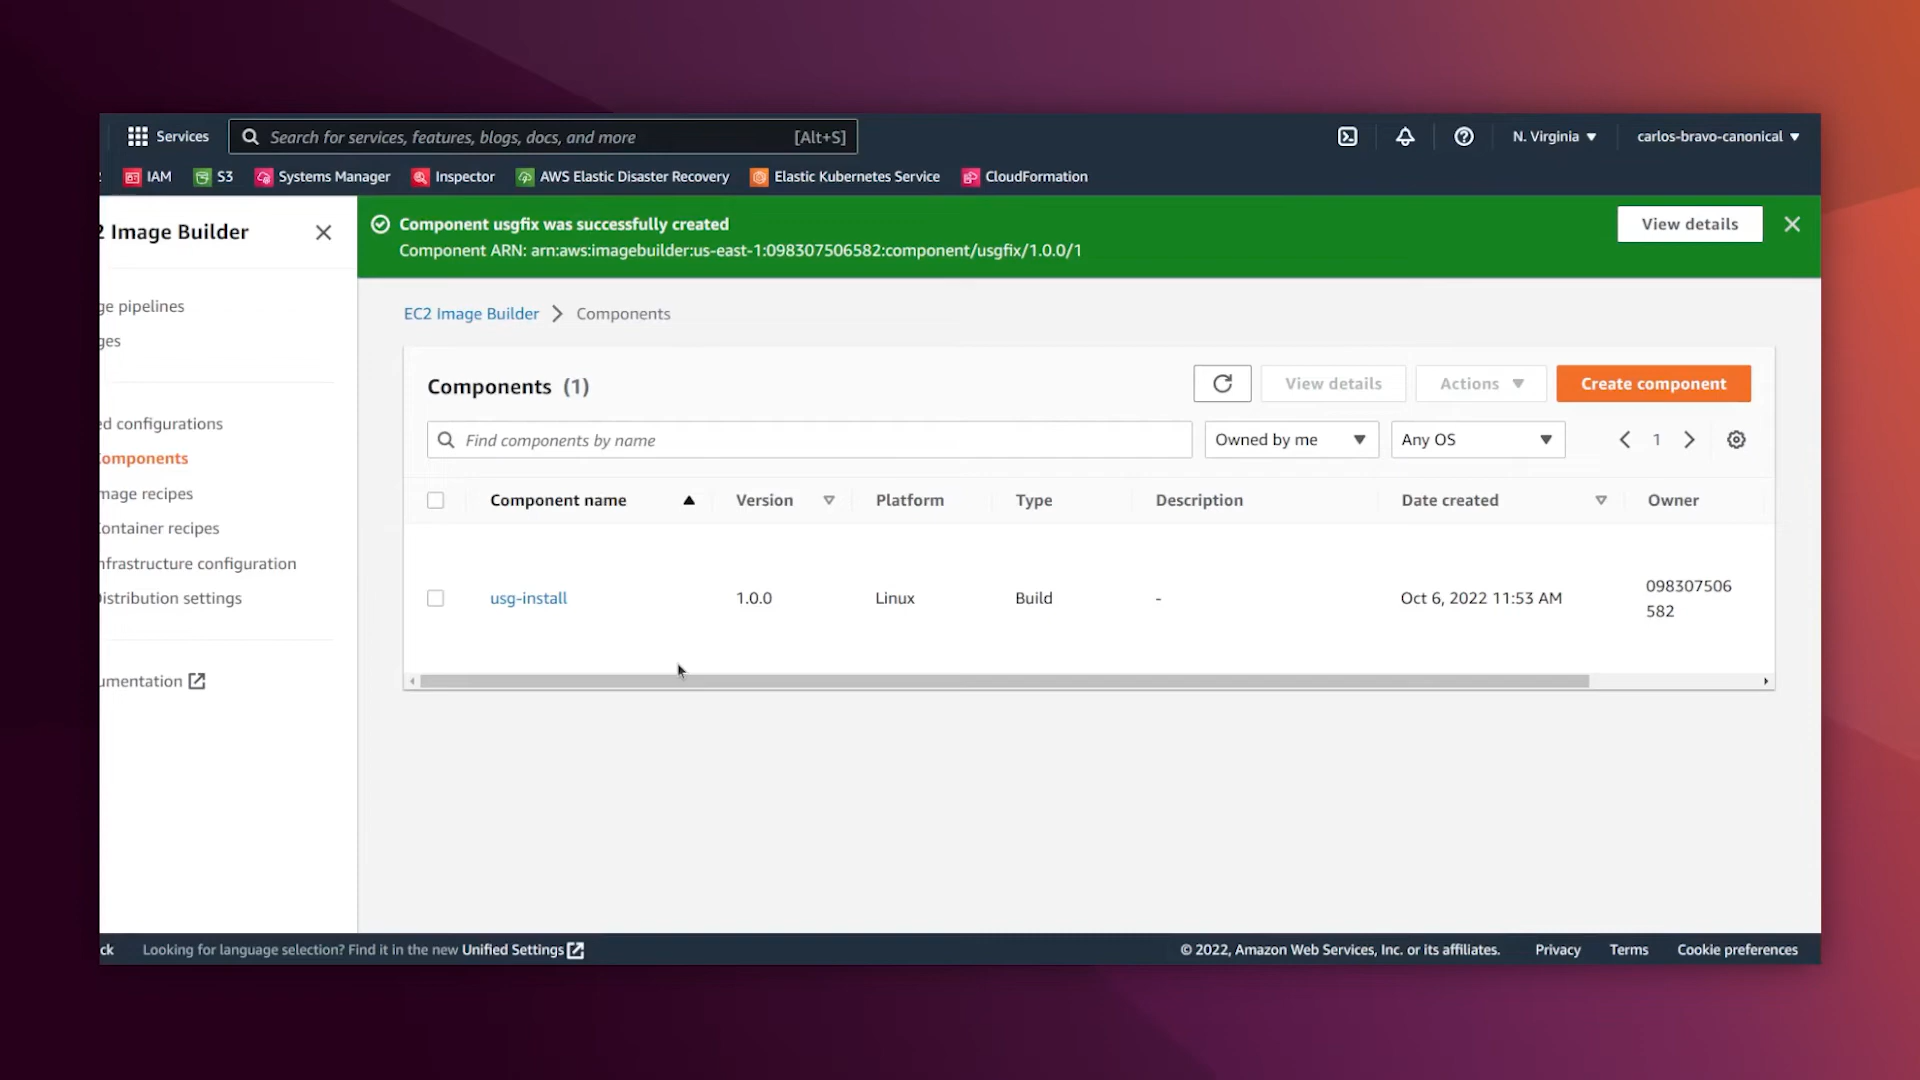 Services
Search for services, features, blogs, docs, and more
[Alt+S]
N. Virginia
carlos-bravo-canonical
IAM
S3
Systems Manager
Inspector
AWS Elastic Disaster Recovery
Elastic Kubernetes Service
CloudFormation
2 Image Builder
Component usgfix was successfully created
Component ARN: arn:aws:imagebuilder:us-east-1:098307506582:component/usgfix/1.0.0/1
View details
ge pipelines
ges
ed configurations
omponents
mage recipes
ontainer recipes
nfrastructure configuration
istribution settings
umentation
EC2 Image Builder
Components
Components (1)
View details
Actions
Create component
Find components by name
Owned by me
Any OS
1
Component name
Version
Platform
Type
Description
Date created
Owner
usg-install
1.0.0
Linux
Build
-
Oct 6, 2022 11:53 AM
098307506
582
ck
Looking for language selection? Find it in the new Unified Settings
© 2022, Amazon Web Services, Inc. or its affiliates.
Privacy
Terms
Cookie preferences